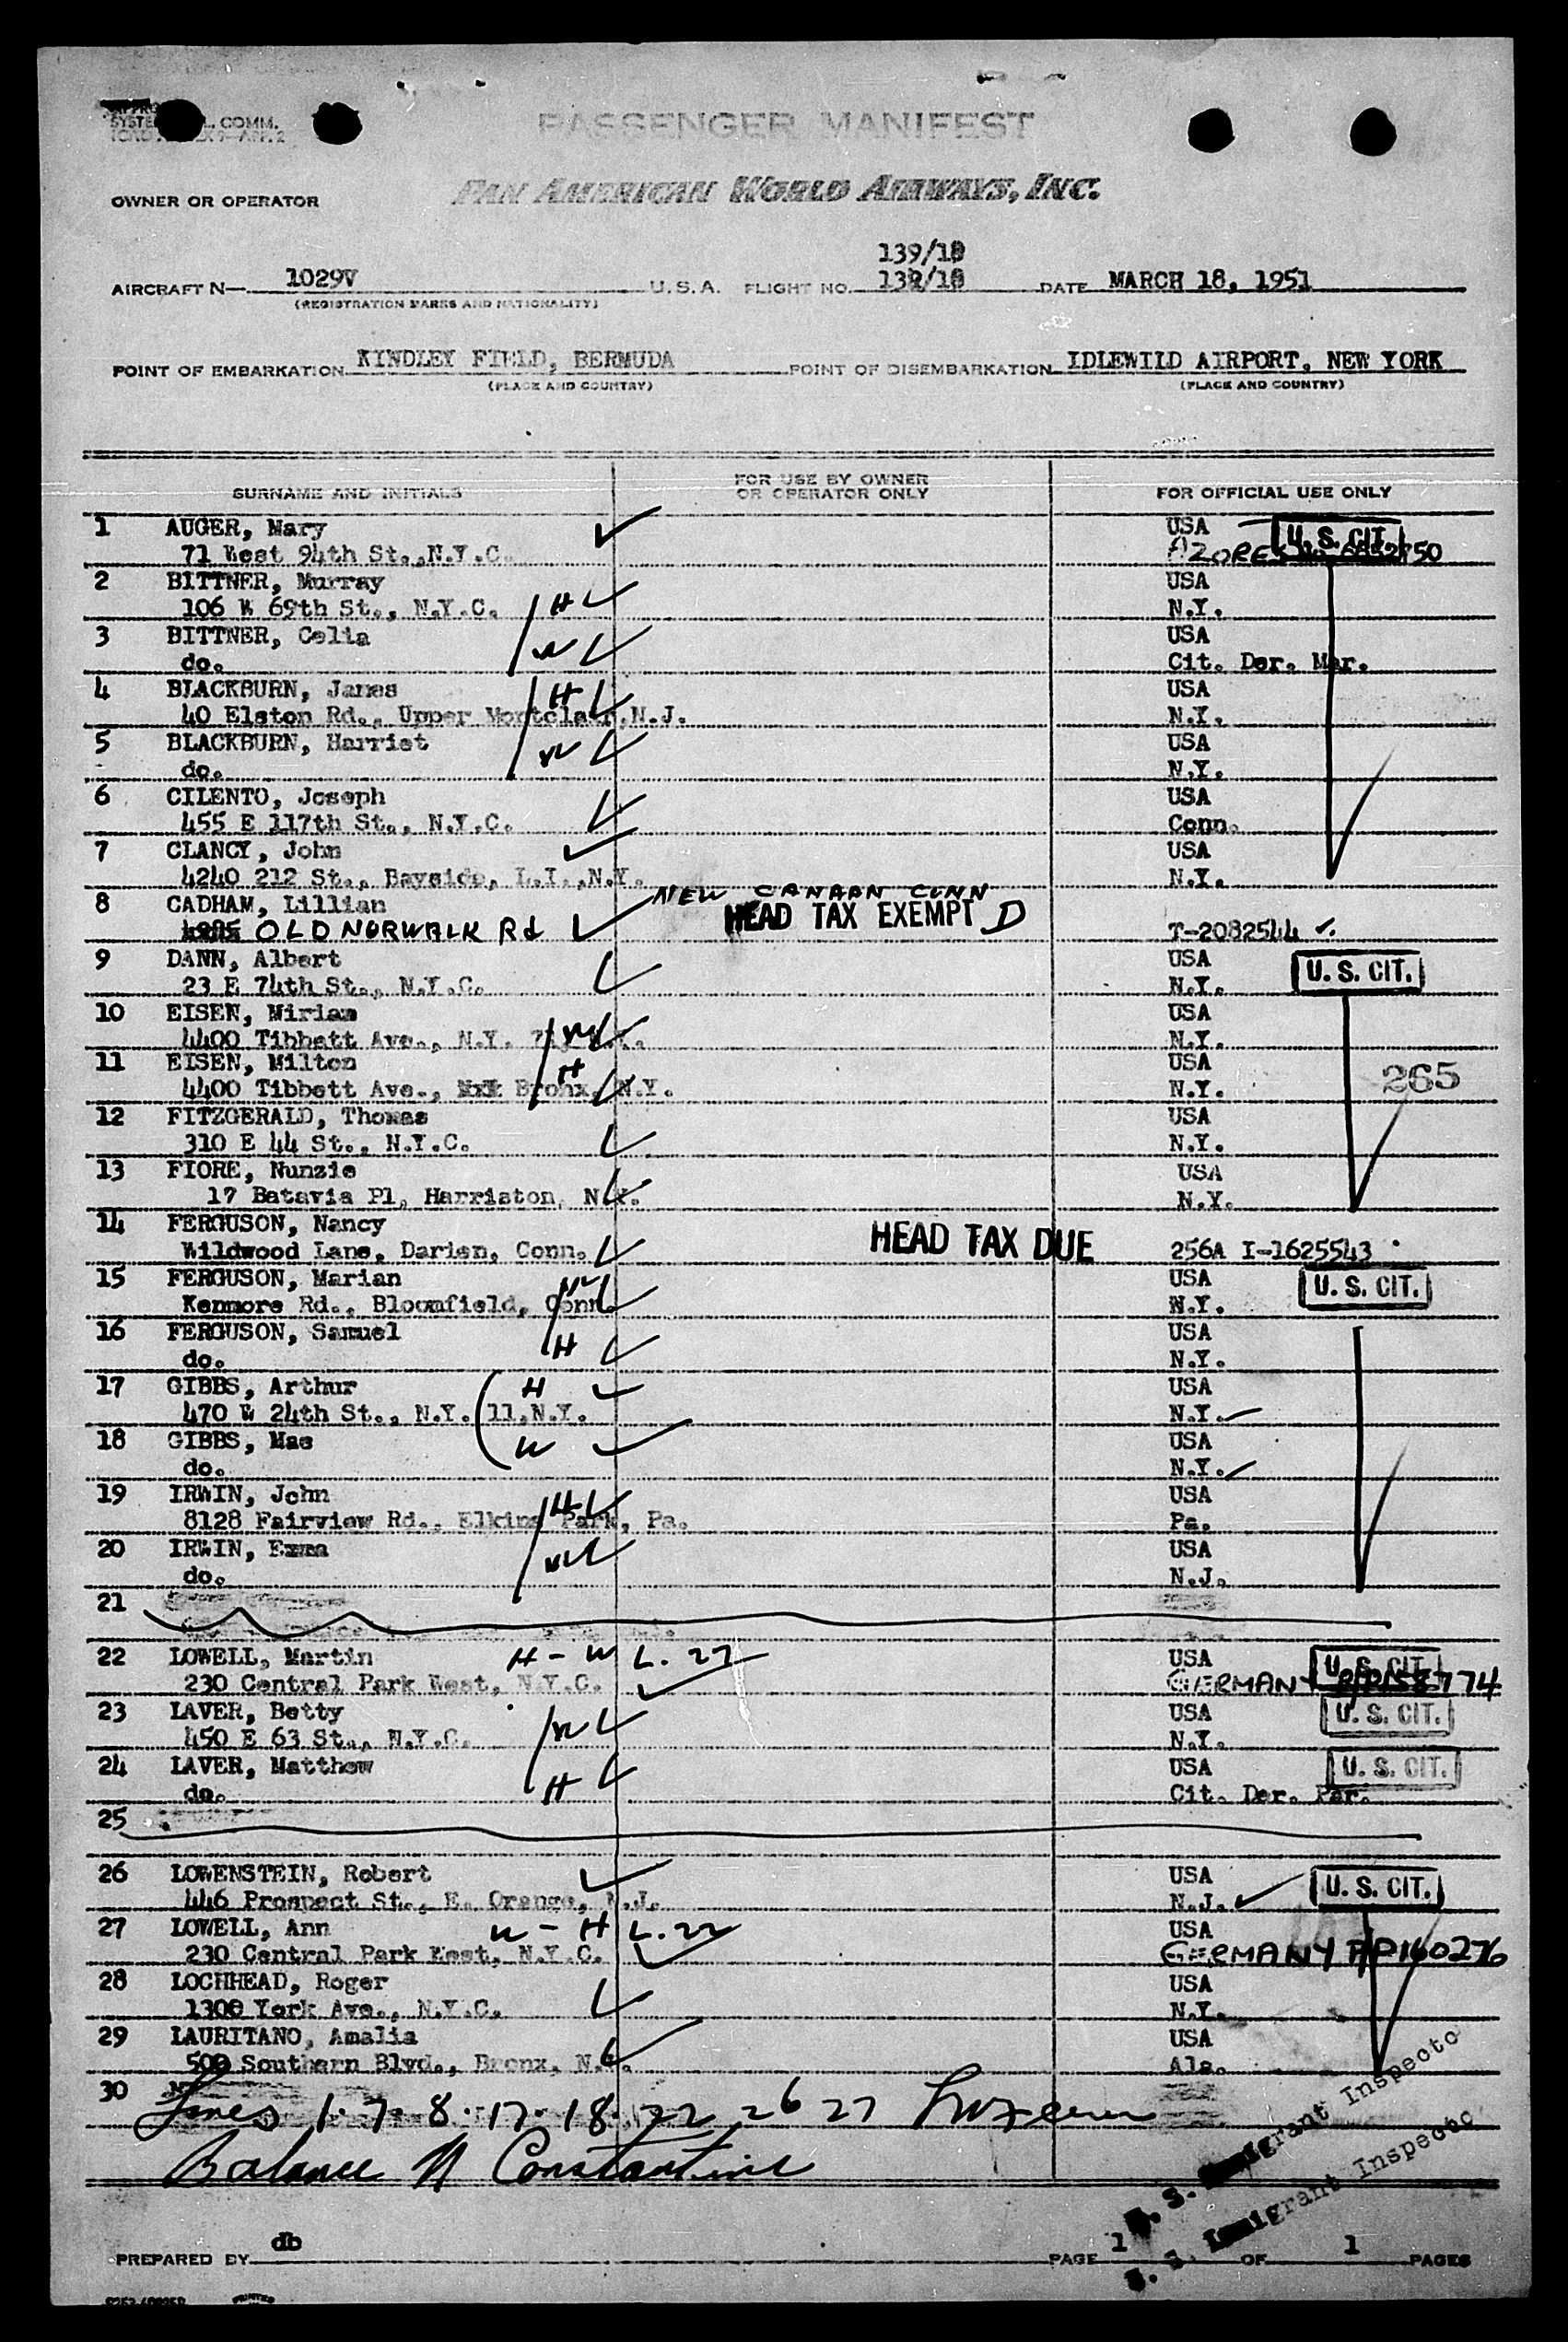 SYSTE , COMM.
PASSENGER MANIFEST
OWNER OR OPERATOR PAN AMERICAN WORLD AIRWAYS, INC.
139/18
AIRCRAFT N— 1029V U.S.A. FLIGHT NO. 138/18 DATE MARCH 18, 1951
(REGISTRATION MARKS AND NATIONALITY)
POINT OF EMBARKATION KINDLEY FIELD, BERMUDA POINT OF DISEMBARKATION IDLEWILD AIRPORT, NEW YORK
(PLACE AND COUNTRY) (PLACE AND COUNTRY)
SURNAME AND INITIALS FOR USE BY OWNER OR OPERATOR ONLY FOR OFFICIAL USE ONLY
1 AUGER, Mary USA U. S. CIT.
71 West 94th St.,N.Y.C. AZORES
2 BITTNER, Murray USA
106 W 69th St., N.Y.C. H N.Y.
3 BITTNER, Celia USA
do. W Cit. Der. Mar.
4 BLACKBURN, James H USA
40 Elston Rd., Upper Montclair,N.J. N.Y.
5 BLACKBURN, Harriet USA
do. W N.Y.
6 CILENTO, Joseph USA
455 E 117th St., N.Y.C. Conn.
7 CLANCY, John USA
4240 212 St., Bayside, L.I.,N.Y. N.Y.
8 CADHAM, Lillian NEW CANAAN CONN
OLD NORWALK Rd HEAD TAX EXEMPT D T-2082544
9 DANN, Albert USA U. S. CIT.
23 E 74th St., N.Y.C. N.Y.
10 EISEN, Miriam USA
4400 Tibbett Ave., N.Y. W N.Y.
11 EISEN, Milton H USA
4400 Tibbett Ave., Bronx, N.Y. N.Y. 265
12 FITZGERALD, Thomas USA
310 E 44 St., N.Y.C. N.Y.
13 FIORE, Nunzie USA
17 Batavia Pl, Harriston, N.Y. N.Y.
14 FERGUSON, Nancy HEAD TAX DUE
Wildwood Lane, Darien, Conn. 256A I-1625543
15 FERGUSON, Marian W USA U. S. CIT.
Kenmore Rd., Bloomfield, Conn. N.Y.
16 FERGUSON, Samuel USA
do. H N.Y.
17 GIBBS, Arthur H USA
470 W 24th St., N.Y. 11,N.Y. N.Y.
18 GIBBS, Mae W USA
do. N.Y.
19 IRWIN, John H USA
8128 Fairview Rd., Elkins Park, Pa. Pa.
20 IRWIN, Emma W USA
do. N.J.
21
22 LOWELL, Martin H - W L. 27 USA U. S. CIT.
230 Central Park West, N.Y.C. GERMANY
23 LAVER, Betty W USA U. S. CIT.
450 E 63 St., N.Y.C. N.Y.
24 LAVER, Matthew USA U. S. CIT.
do. H Cit. Der. Par.
25
26 LOWENSTEIN, Robert USA U. S. CIT.
446 Prospect St., E. Orange, N.J. N.J.
27 LOWELL, Ann W - H L. 22 USA
230 Central Park West, N.Y.C. GERMANY PP160276
28 LOCHHEAD, Roger USA
1300 York Ave., N.Y.C. N.Y.
29 LAURITANO, Amalia USA
500 Southern Blvd., Bronx, N.Y. Ala.
30
Lines 1. 7. 8. 17. 18. 22 26 27
Balance Constantine
U. S. Immigrant Inspector
U. S. Immigrant Inspector
PREPARED BY db PAGE 1 OF 1 PAGES